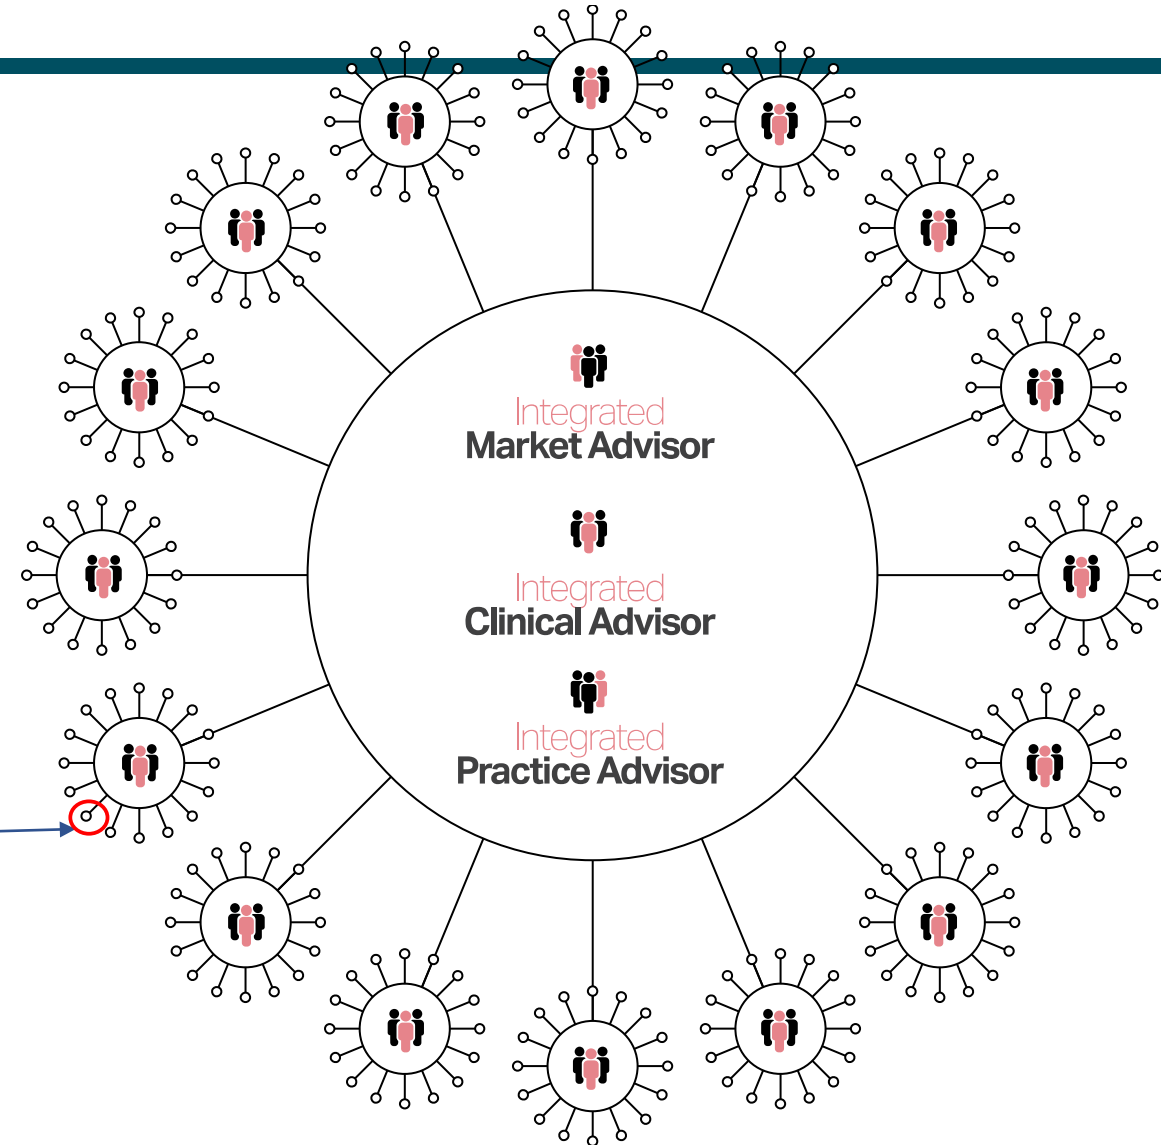 Integrated
Market Advisor
Integrated
Clinical Advisor
Integrated
Practice Advisor